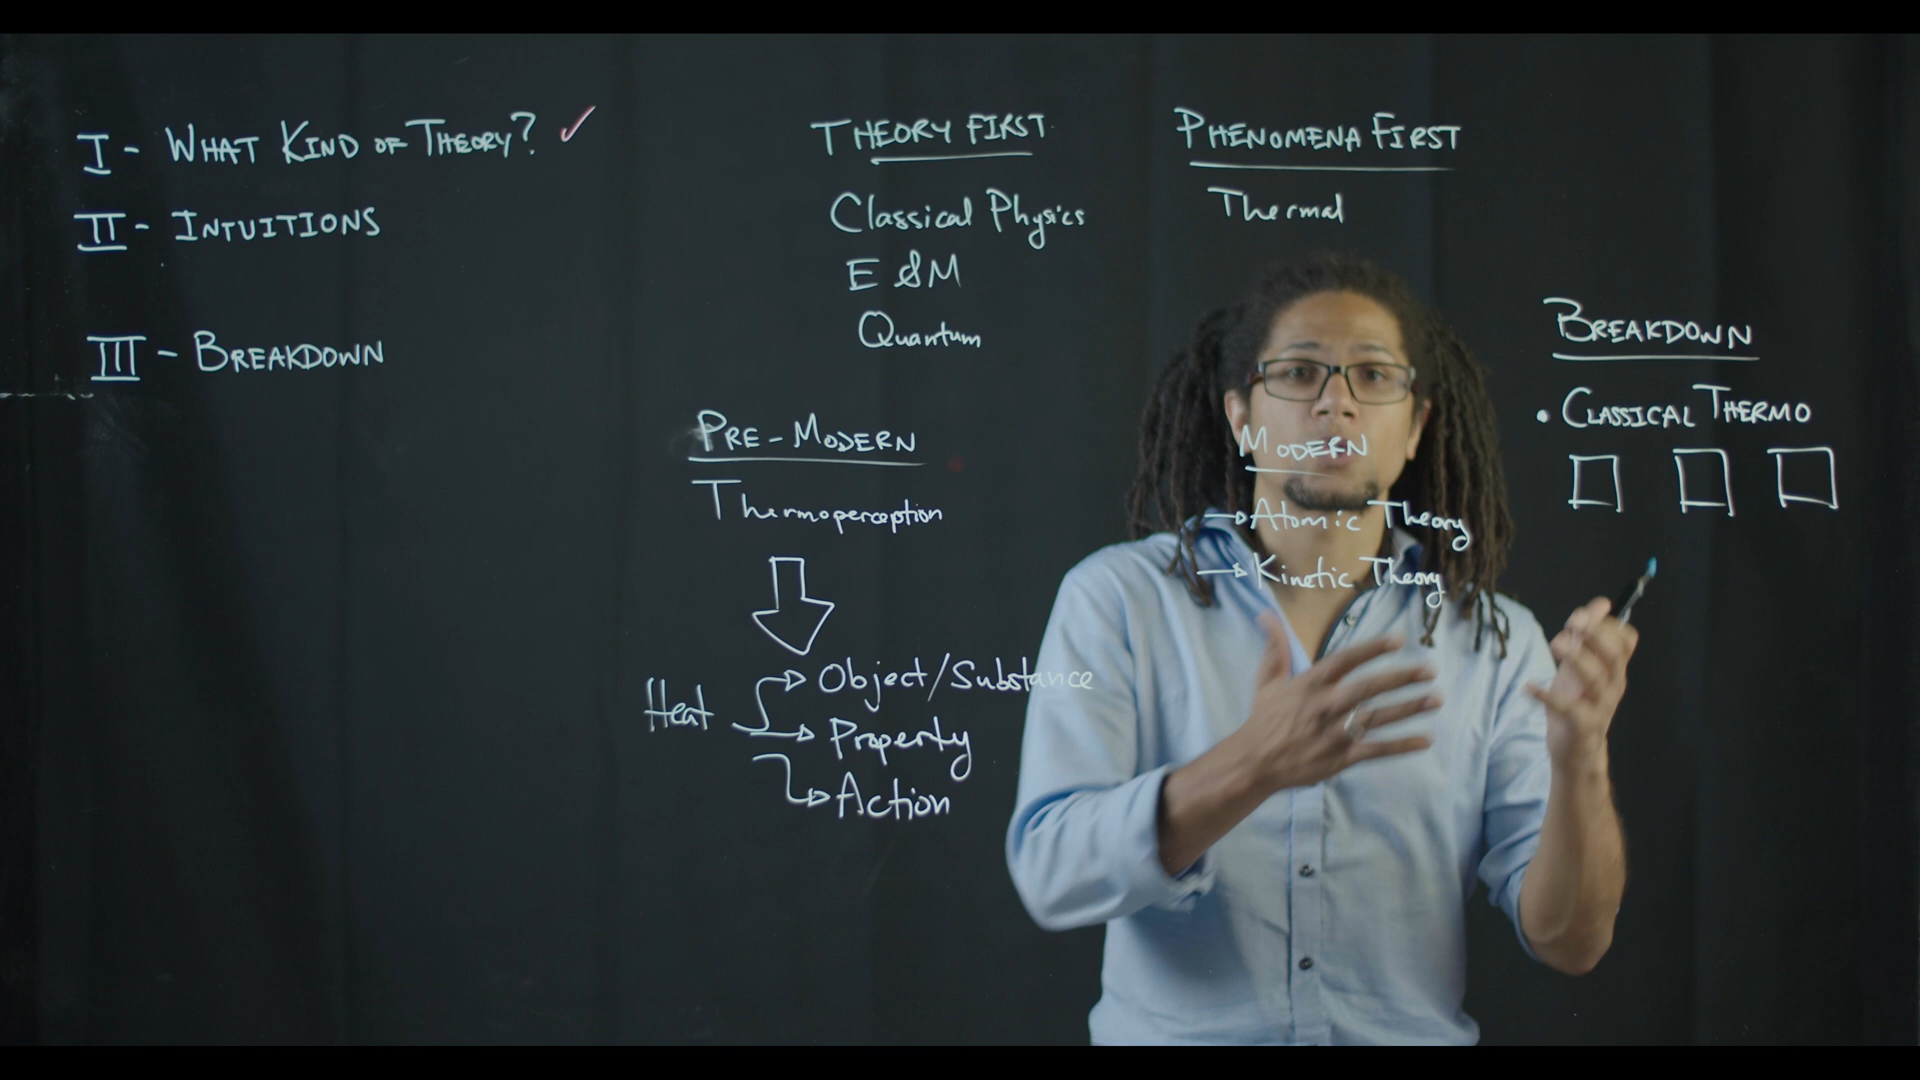 I - WHAT KIND OF THEORY? ✓
II - INTUITIONS
III - BREAKDOWN
THEORY FIRST
Classical Physics
E & M
Quantum
PHENOMENA FIRST
Thermal
PRE-MODERN
Thermoperception
Heat
Object/Substance
Property
Action
MODERN
Atomic Theory
Kinetic Theory
BREAKDOWN
• CLASSICAL THERMO